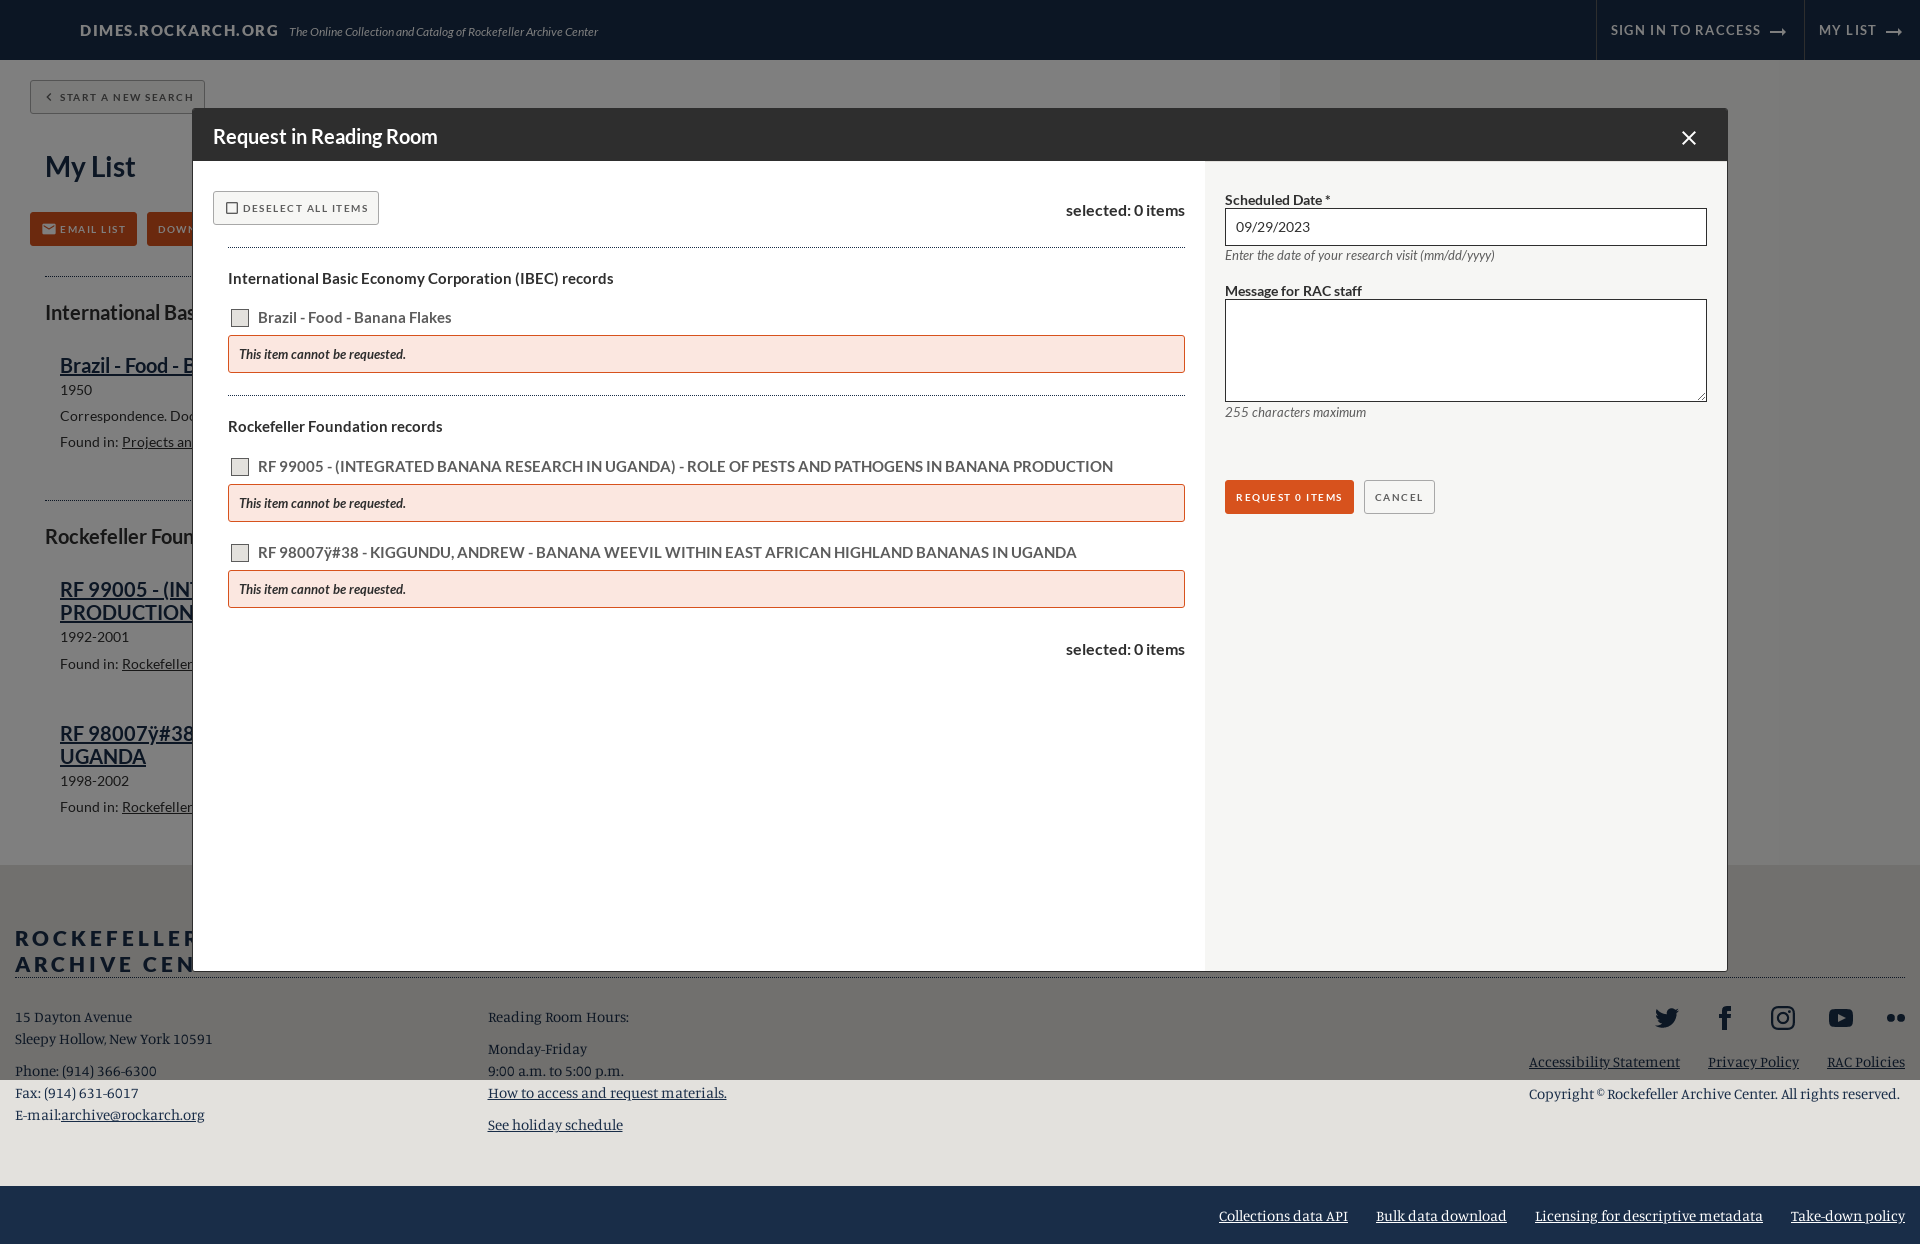 DIMES.ROCKARCH.ORG The Online Collection and Catalog of Rockefeller Archive Center
SIGN IN TO RACCESS
MY LIST
START A NEW SEARCH
My List
EMAIL LIST
International
Brazil - Food -
1950
Correspondence.
Found in: Projects
Rockefeller
RF 99005 -
PRODUCTION
1992-2001
Found in: Rockefeller
RF 98007ÿ#38
UGANDA
1998-2002
Found in: Rockefeller
Request in Reading Room
DESELECT ALL ITEMS
selected: 0 items
International Basic Economy Corporation (IBEC) records
Brazil - Food - Banana Flakes
This item cannot be requested.
Rockefeller Foundation records
RF 99005 - (INTEGRATED BANANA RESEARCH IN UGANDA) - ROLE OF PESTS AND PATHOGENS IN BANANA PRODUCTION
This item cannot be requested.
RF 98007ÿ#38 - KIGGUNDU, ANDREW - BANANA WEEVIL WITHIN EAST AFRICAN HIGHLAND BANANAS IN UGANDA
This item cannot be requested.
selected: 0 items
Scheduled Date *
09/29/2023
Enter the date of your research visit (mm/dd/yyyy)
Message for RAC staff
255 characters maximum
REQUEST 0 ITEMS
CANCEL
ROCKEFELLER
ARCHIVE
15 Dayton Avenue
Sleepy Hollow, New York 10591
Phone: (914) 366-6300
Fax: (914) 631-6017
E-mail:archive@rockarch.org
Reading Room Hours:
Monday-Friday
9:00 a.m. to 5:00 p.m.
How to access and request materials.
See holiday schedule
Accessibility Statement
Privacy Policy
RAC Policies
Copyright © Rockefeller Archive Center. All rights reserved.
Collections data API
Bulk data download
Licensing for descriptive metadata
Take-down policy